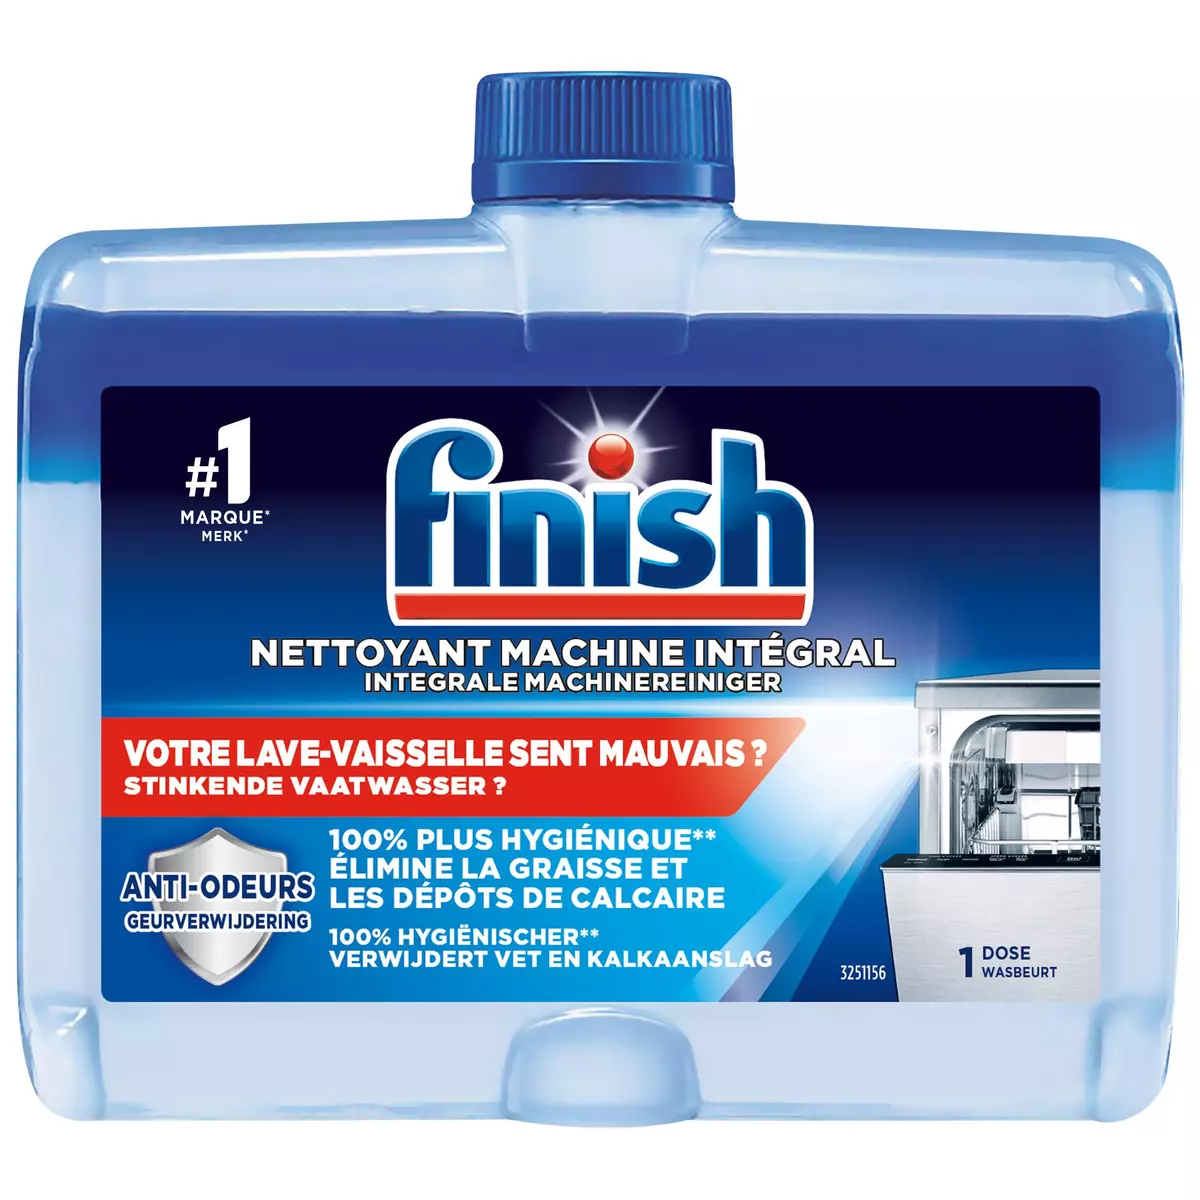 #1
MARQUE*
MERK*
finish
NETTOYANT MACHINE INTÉGRAL
INTEGRALE MACHINEREINIGER
VOTRE LAVE-VAISSELLE SENT MAUVAIS ?
STINKENDE VAATWASSER ?
ANTI-ODEURS
GEURVERWIJDERING
100% PLUS HYGIÉNIQUE**
ÉLIMINE LA GRAISSE ET
LES DÉPÔTS DE CALCAIRE
100% HYGIËNISCHER**
VERWIJDERT VET EN KALKAANSLAG
3251156
1 DOSE
WASBEURT